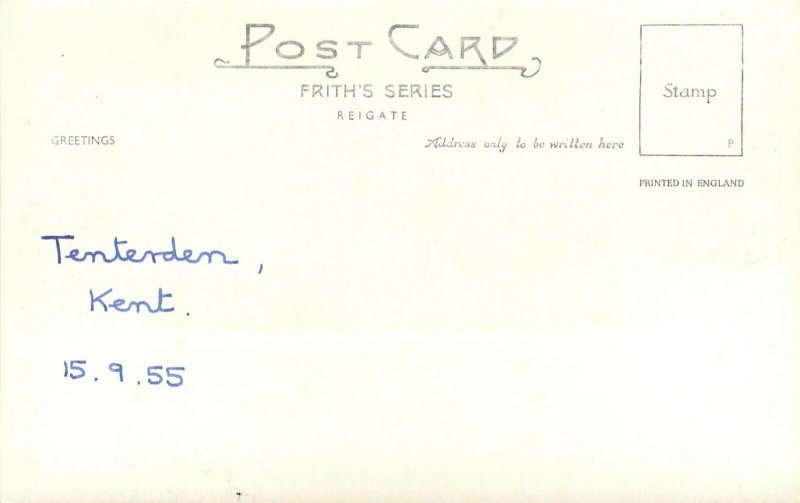 POST CARD
FRITH'S SERIES
REIGATE
Stamp
P
GREETINGS
Address only to be written here
PRINTED IN ENGLAND
Tenterden,
Kent.
15.9.55